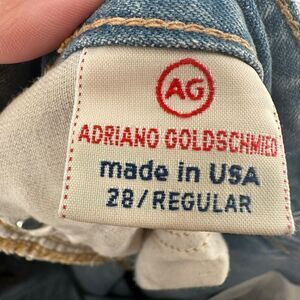 AG
ADRIANO GOLDSCHMIED
made in USA
28/REGULAR